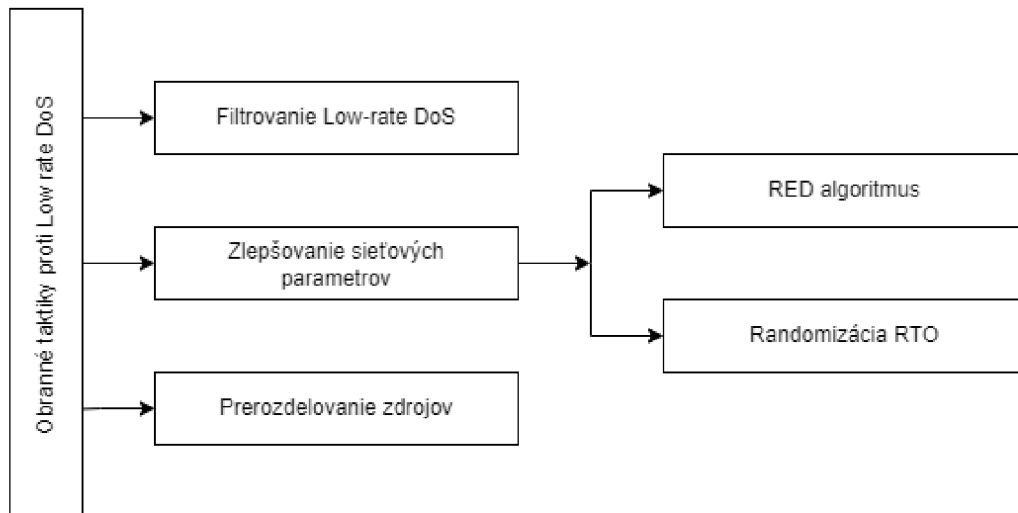 Obranné taktiky proti Low rate DoS
Filtrovanie Low-rate DoS
Zlepšovanie sieťových
parametrov
Prerozdelovanie zdrojov
RED algoritmus
Randomizácia RTO